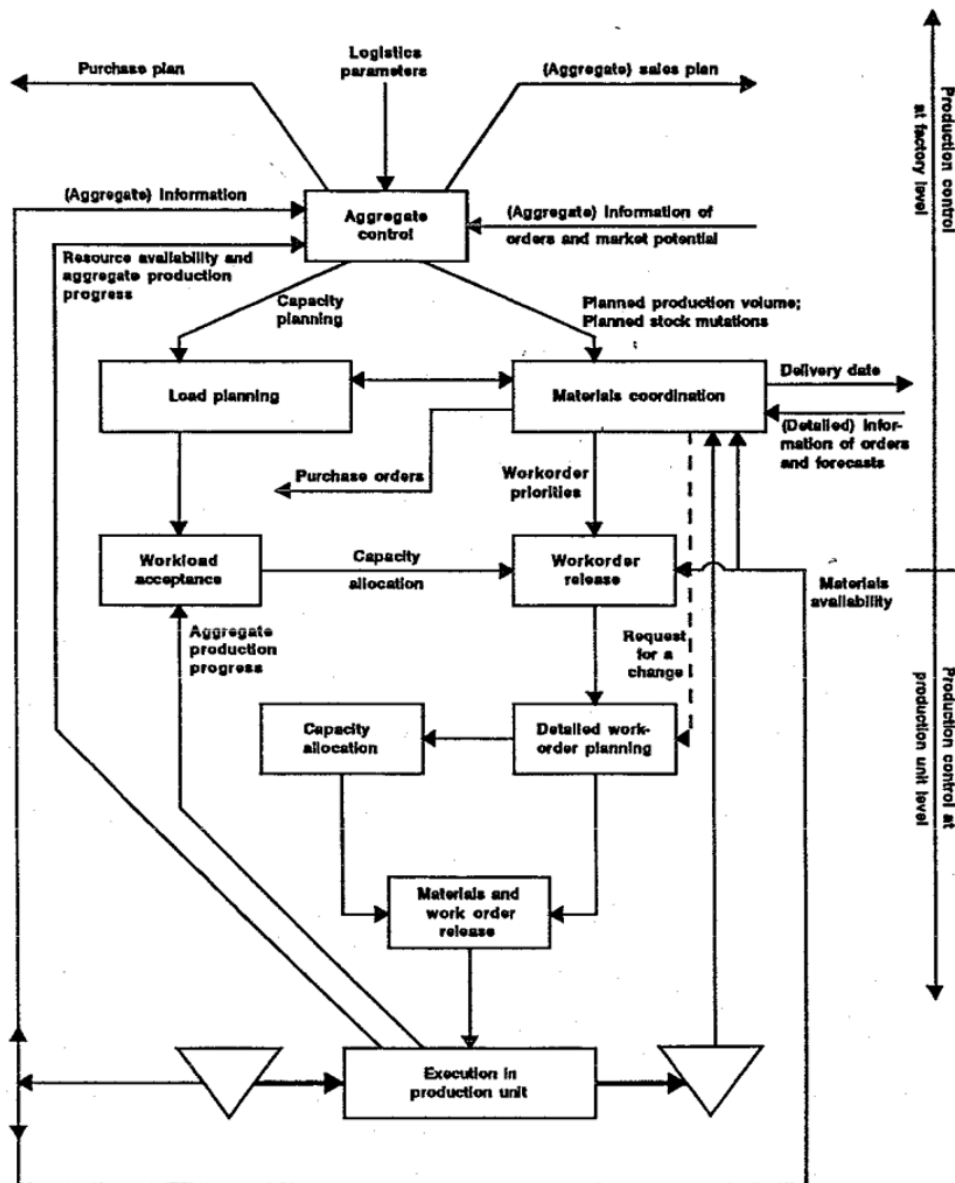 Logistics
parameters
Purchase plan
(Aggregate) sales plan
Production control
at factory level
(Aggregate) Information
Aggregate
control
(Aggregate) Information of
orders and market potential
Resource availability and
aggregate production
progress
Capacity
planning
Planned production volume;
Planned stock mutations
Load planning
Materials coordination
Delivery date
(Detailed) Infor-
mation of orders
and forecasts
Purchase orders
Workorder
priorities
Workload
acceptance
Capacity
allocation
Workorder
release
Materials
availability
Aggregate
production
progress
Request
for a
change
Production control at
production unit level
Capacity
allocation
Detailed work-
order planning
Materials and
work order
release
Execution in
production unit